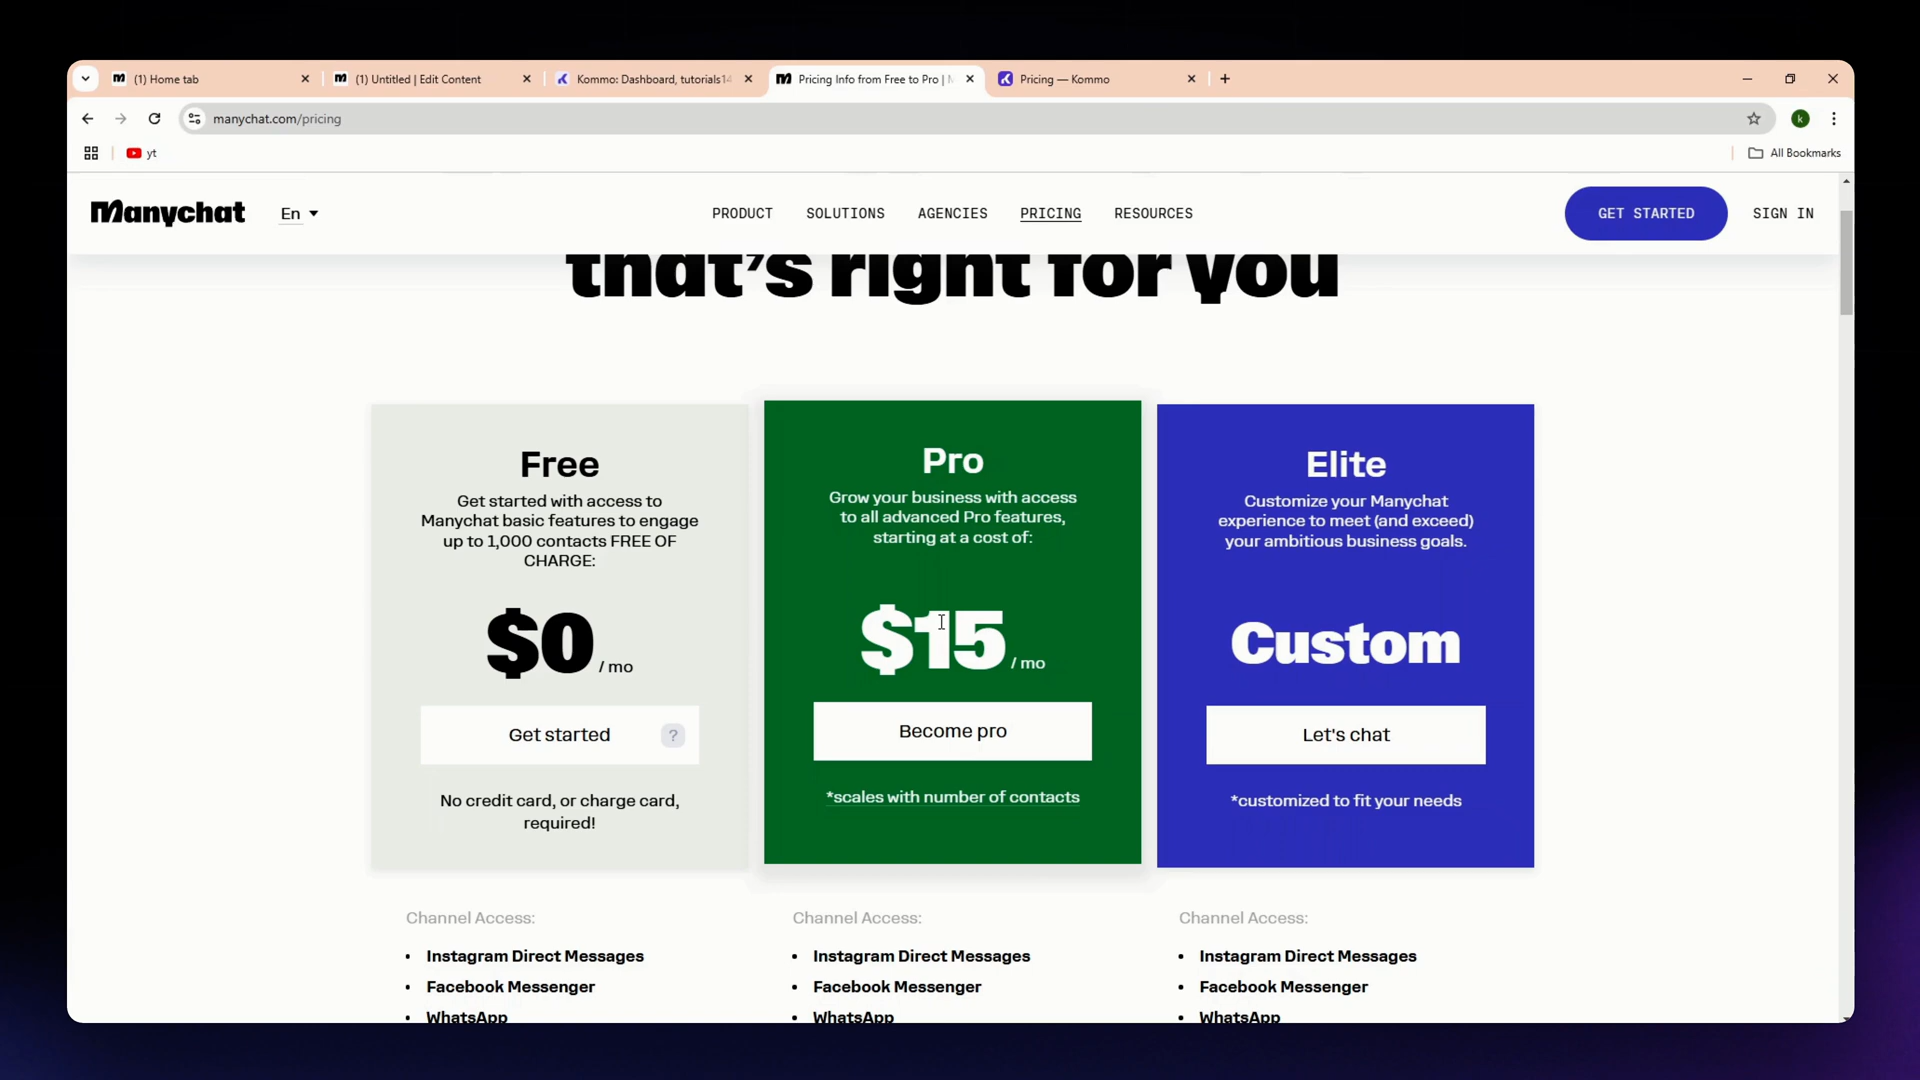 (1) Home tab
(1) Untitled | Edit Content
Kommo: Dashboard, tutorials14
Pricing Info from Free to Pro | M
Pricing — Kommo
manychat.com/pricing
k
yt
All Bookmarks
Manychat
En
PRODUCT
SOLUTIONS
AGENCIES
PRICING
RESOURCES
GET STARTED
SIGN IN
that's right for you
Free
Get started with access to
Manychat basic features to engage
up to 1,000 contacts FREE OF
CHARGE:
$0 / mo
Get started
?
No credit card, or charge card,
required!
Pro
Grow your business with access
to all advanced Pro features,
starting at a cost of:
$15 / mo
Become pro
*scales with number of contacts
Elite
Customize your Manychat
experience to meet (and exceed)
your ambitious business goals.
Custom
Let's chat
*customized to fit your needs
Channel Access:
• Instagram Direct Messages
• Facebook Messenger
WhatsApp
Channel Access:
• Instagram Direct Messages
• Facebook Messenger
WhatsApp
Channel Access:
• Instagram Direct Messages
• Facebook Messenger
WhatsApp